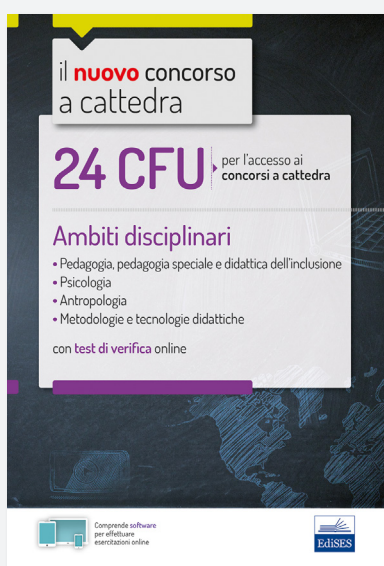 il nuovo concorso
a cattedra
24 CFU
per l'accesso ai
concorsi a cattedra
Ambiti disciplinari
• Pedagogia, pedagogia speciale e didattica dell'inclusione
• Psicologia
• Antropologia
• Metodologie e tecnologie didattiche
con test di verifica online
Comprende software
per effettuare
esercitazioni online
EdiSES